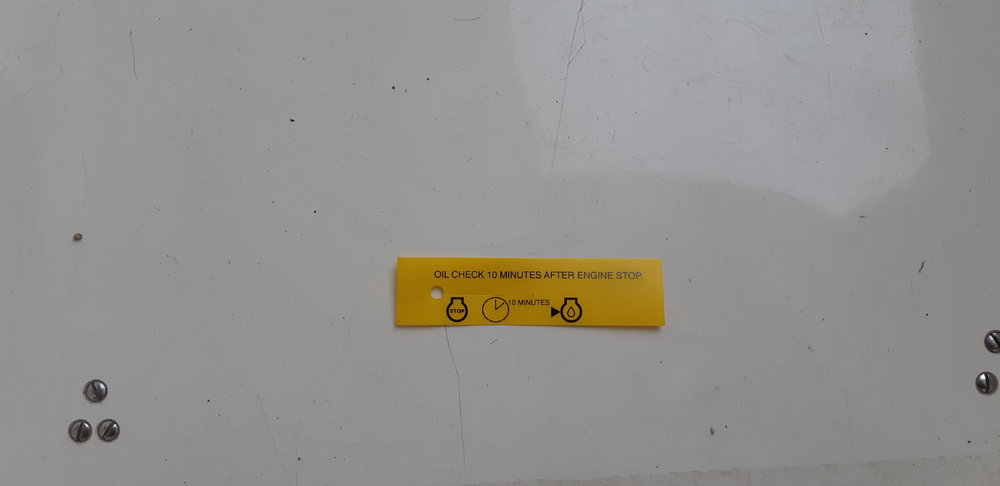 OIL CHECK 10 MINUTES AFTER ENGINE STOP.
STOP 10 MINUTES